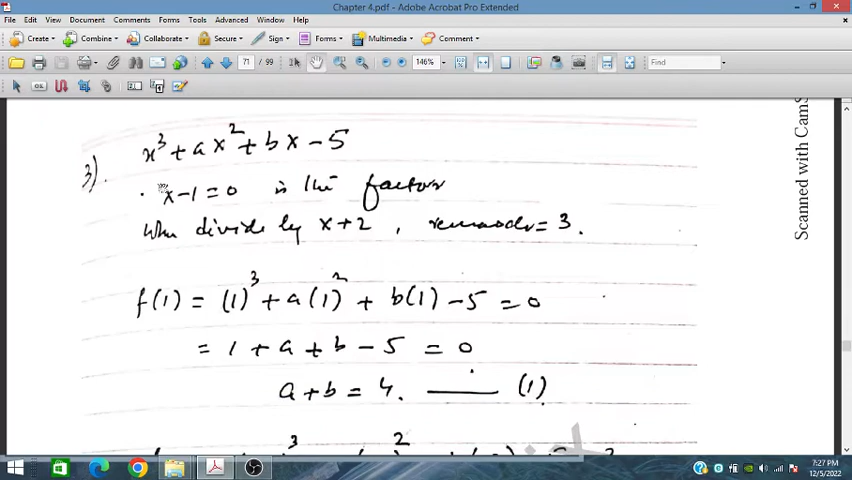 Chapter 4.pdf - Adobe Acrobat Pro Extended
File Edit View Document Comments Forms Tools Advanced Window Help
Create Combine Collaborate Secure Sign Forms Multimedia Comment
71 / 99 146% Find
3). x³ + ax² + bx - 5
x-1=0 is the factors
When divide by x+2, remainder = 3.
f(1) = (1)³ + a(1)² + b(1) - 5 = 0
= 1 + a + b - 5 = 0
a + b = 4. (1)
Scanned with CamS
7:27 PM
12/5/2022